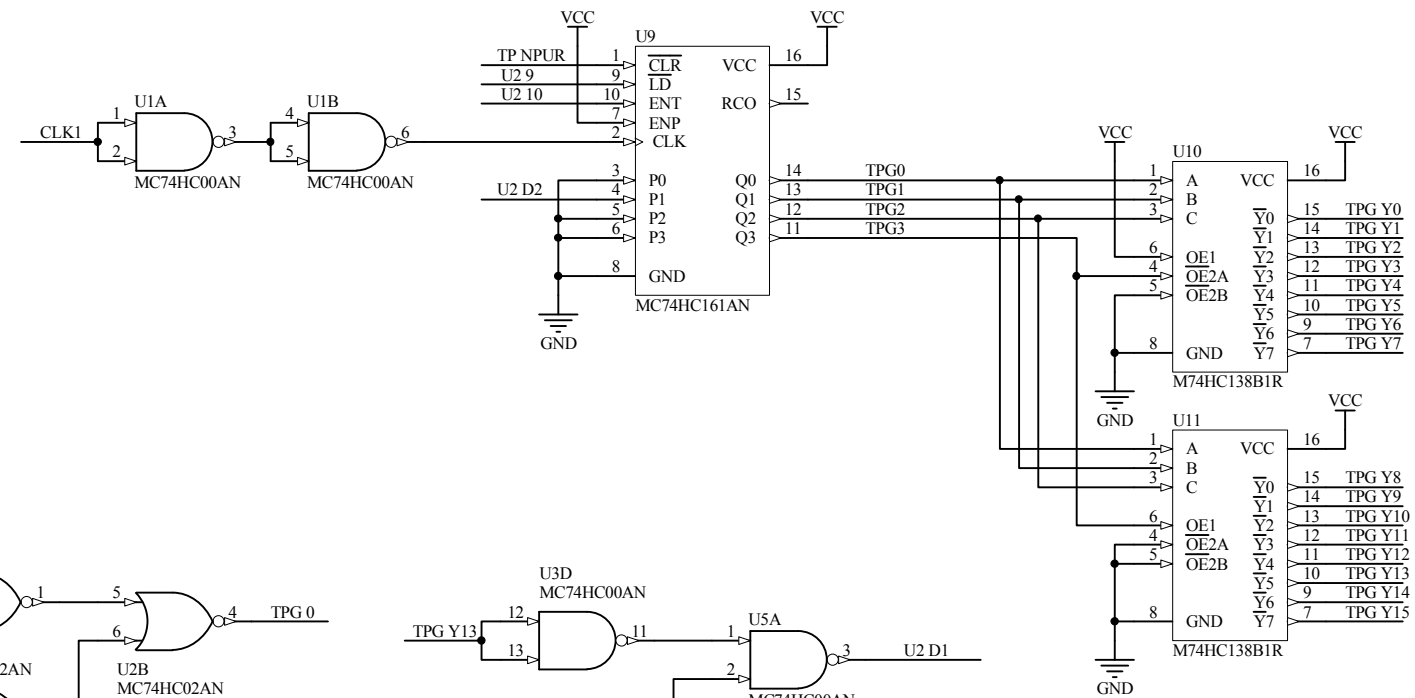 VCC
VCC
U9
TP NPUR 1 CLR VCC 16
U2 9 9 LD
U2 10 10 ENT RCO 15
7 ENP
2 CLK
U1A
U1B
CLK1
1
2
3
4
5
6
MC74HC00AN
MC74HC00AN
3 P0 Q0 14 TPG0
U2 D2 4 P1 Q1 13 TPG1
5 P2 Q2 12 TPG2
6 P3 Q3 11 TPG3
8 GND
MC74HC161AN
GND
VCC
VCC
U10
1 A VCC 16
2 B
3 C Y0 15 TPG Y0
Y1 14 TPG Y1
6 OE1 Y2 13 TPG Y2
4 OE2A Y3 12 TPG Y3
5 OE2B Y4 11 TPG Y4
Y5 10 TPG Y5
Y6 9 TPG Y6
8 GND Y7 7 TPG Y7
M74HC138B1R
GND
VCC
U11
1 A VCC 16
2 B
3 C Y0 15 TPG Y8
Y1 14 TPG Y9
6 OE1 Y2 13 TPG Y10
4 OE2A Y3 12 TPG Y11
5 OE2B Y4 11 TPG Y12
Y5 10 TPG Y13
Y6 9 TPG Y14
8 GND Y7 7 TPG Y15
M74HC138B1R
GND
1
5
6
4 TPG 0
2AN
U2B
MC74HC02AN
U3D
MC74HC00AN
TPG Y13
12
13
11
U5A
1
2
3 U2 D1
MC74HC00AN